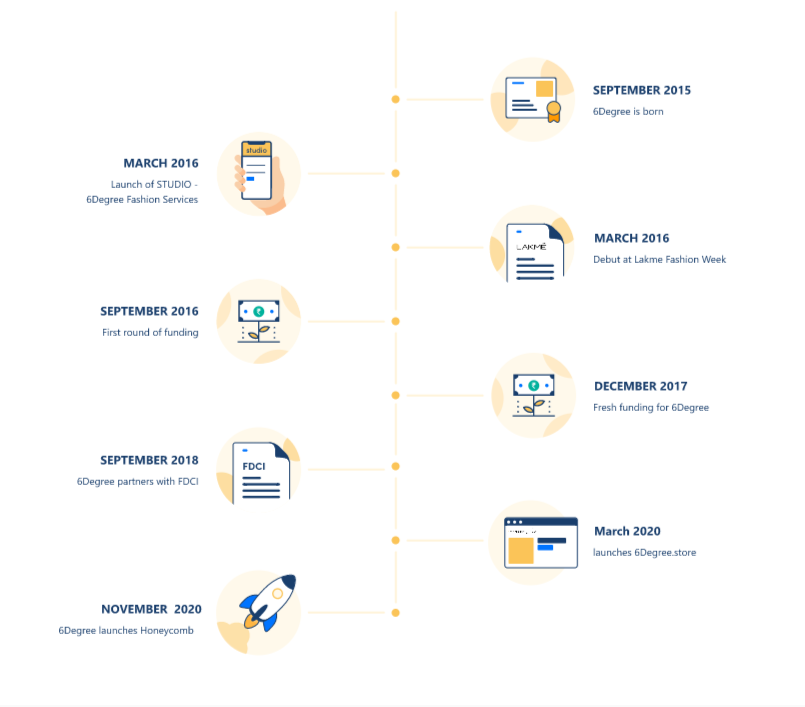 SEPTEMBER 2015
6Degree is born
studio
MARCH 2016
Launch of STUDIO -
6Degree Fashion Services
LAKMÉ
MARCH 2016
Debut at Lakme Fashion Week
SEPTEMBER 2016
First round of funding
₹
DECEMBER 2017
Fresh funding for 6Degree
₹
SEPTEMBER 2018
6Degree partners with FDCI
FDCI
March 2020
launches 6Degree.store
NOVEMBER 2020
6Degree launches Honeycomb